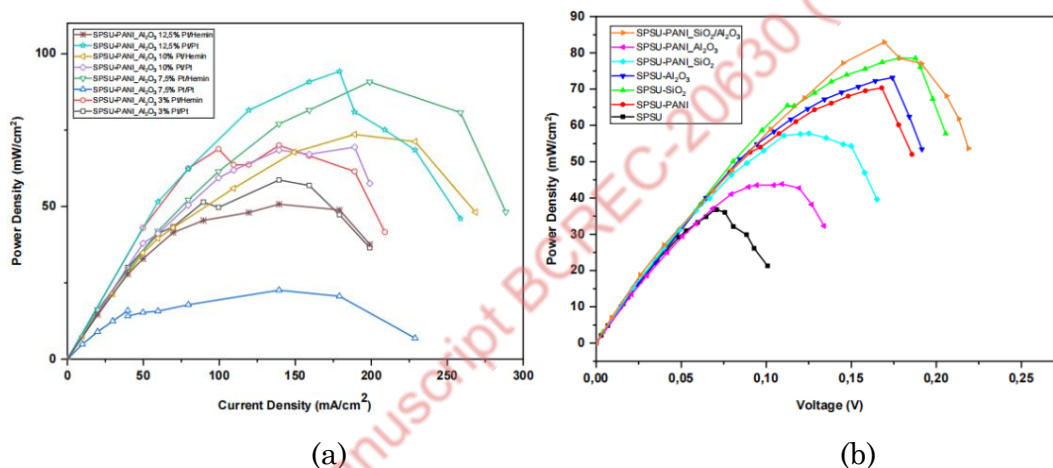 SPSU-PANI_Al₂O₃ 12,5% Pt/Hemin
SPSU-PANI_Al₂O₃ 12,5% Pt/Pt
SPSU-PANI_Al₂O₃ 10% Pt/Hemin
SPSU-PANI_Al₂O₃ 10% Pt/Pt
SPSU-PANI_Al₂O₃ 7,5% Pt/Hemin
SPSU-PANI_Al₂O₃ 7,5% Pt/Pt
SPSU-PANI_Al₂O₃ 3% Pt/Hemin
SPSU-PANI_Al₂O₃ 3% Pt/Pt
Power Density (mW/cm²)
100
50
0
0 50 100 150 200 250 300
Current Density (mA/cm²)
(a)
SPSU-PANI_SiO₂/Al₂O₃
SPSU-PANI_Al₂O₃
SPSU-PANI_SiO₂
SPSU-Al₂O₃
SPSU-SiO₂
SPSU-PANI
SPSU
Power Density (mW/cm²)
90
80
70
60
50
40
30
20
10
0
0,00 0,05 0,10 0,15 0,20 0,25
Voltage (V)
(b)
nuscript BCREC-20630 (